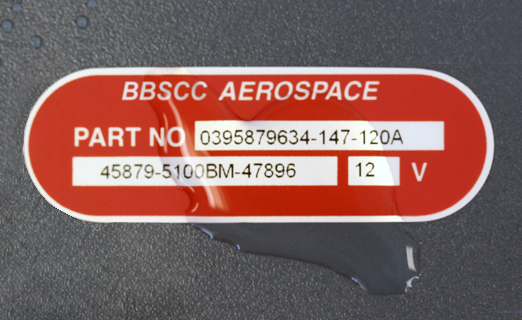 BBSCC AEROSPACE
PART NO 0395879634-147-120A
45879-5100BM-47896 12 V